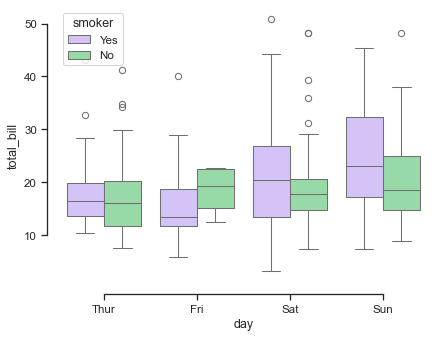 smoker
Yes
No
50
40
30
20
10
total_bill
Thur
Fri
Sat
Sun
day